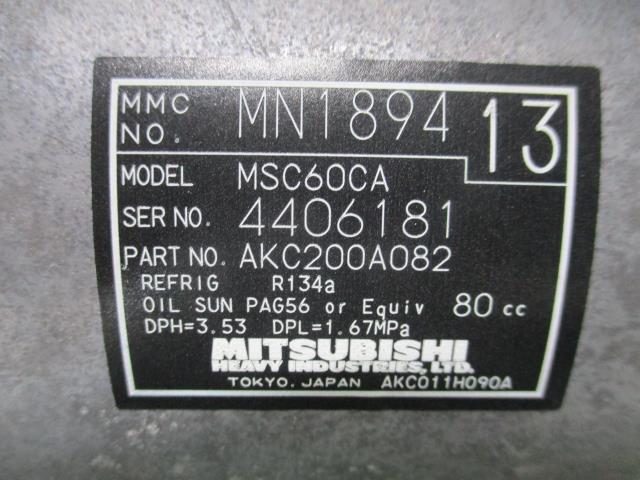 MMC NO. MN1894 13
MODEL MSC60CA
SER NO. 4406181
PART NO. AKC200A082
REFRIG R134a
OIL SUN PAG56 or Equiv 80 cc
DPH=3.53 DPL=1.67MPa
MITSUBISHI
HEAVY INDUSTRIES, LTD.
TOKYO. JAPAN AKC011H090A